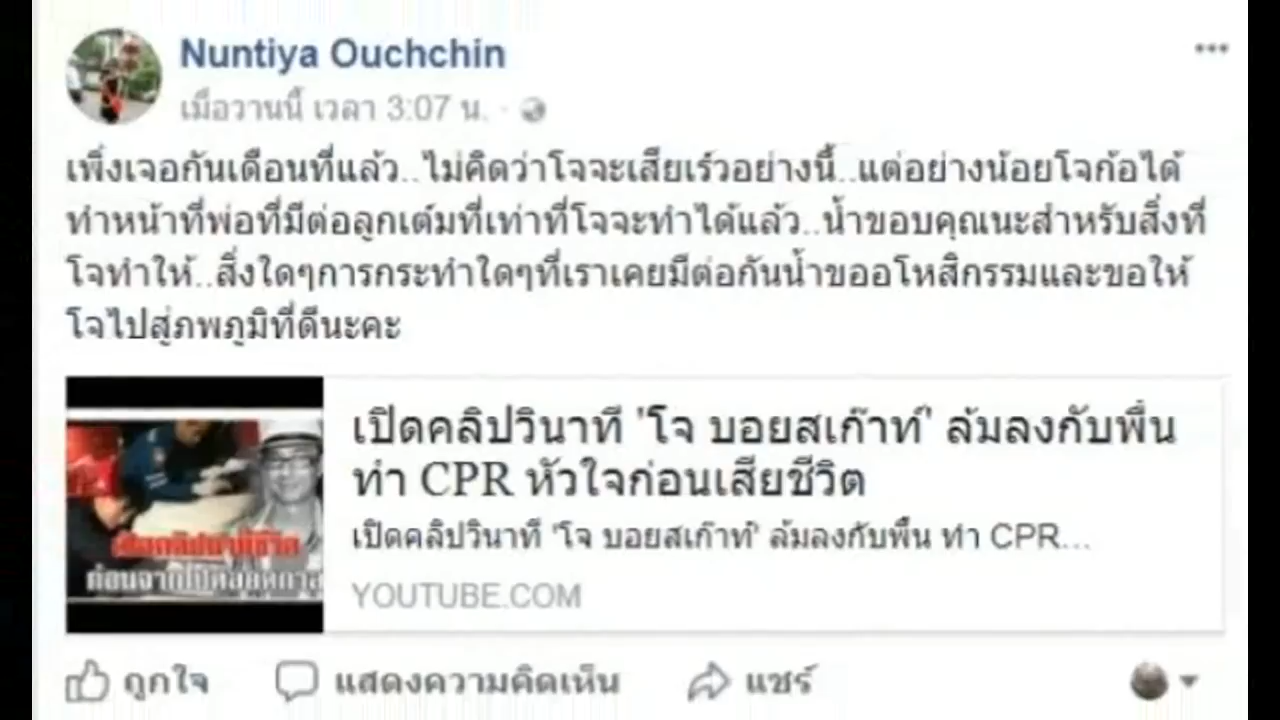 Nuntiya Ouchchin
เมื่อวานนี้ เวลา 3:07 น.
เพิ่งเจอกันเดือนที่แล้ว..ไม่คิดว่าโจจะเสียเร็วอย่างนี้..แต่อย่างน้อยโจก้อได้
ทำหน้าที่พ่อที่มีต่อลูกเต็มที่เท่าที่โจจะทำได้แล้ว..น้ำขอบคุณนะสำหรับสิ่งที่
โจทำให้..สิ่งใดๆการกระทำใดๆที่เราเคยมีต่อกันน้ำขออโหสิกรรมและขอให้
โจไปสู่ภพภูมิที่ดีนะคะ
เปิดคลิปวินาที 'โจ บอยสเก๊าท์' ล้มลงกับพื้น
ทำ CPR หัวใจก่อนเสียชีวิต
เปิดคลิปวินาที 'โจ บอยสเก๊าท์' ล้มลงกับพื้น ทำ CPR...
YOUTUBE.COM
ถูกใจ แสดงความคิดเห็น แชร์